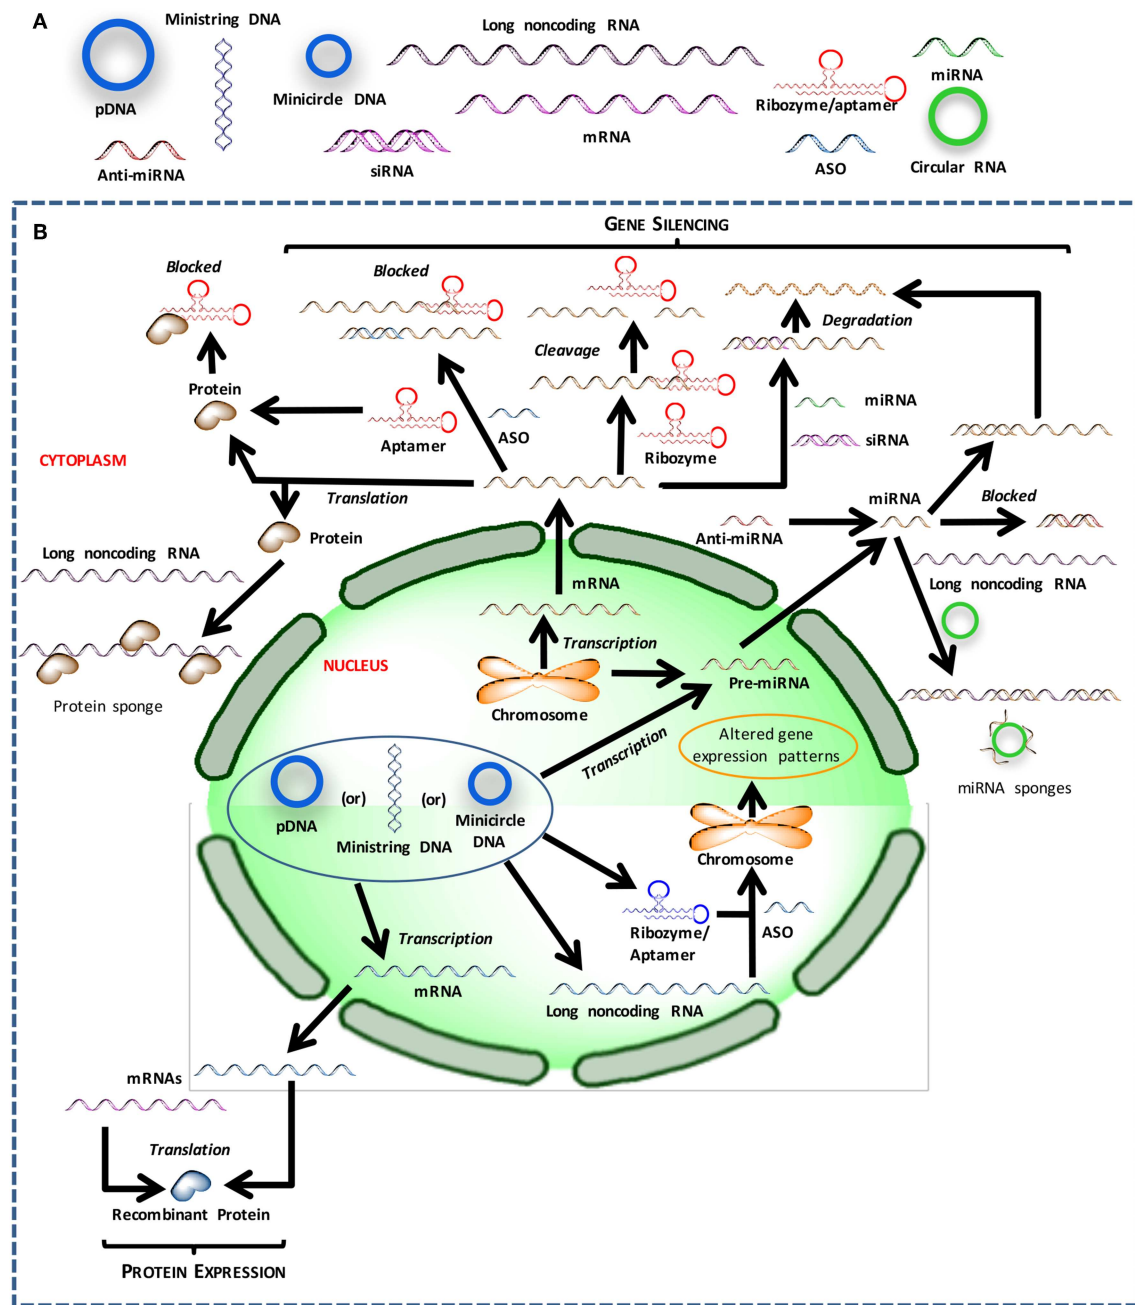 A
Ministring DNA
Long noncoding RNA
pDNA
Minicircle DNA
mRNA
Ribozyme/aptamer
miRNA
Anti-miRNA
siRNA
ASO
Circular RNA
B
GENE SILENCING
Blocked
Blocked
Cleavage
Degradation
Protein
Aptamer
ASO
Ribozyme
miRNA
siRNA
CYTOPLASM
Translation
miRNA
Blocked
Protein
Anti-miRNA
Long noncoding RNA
mRNA
Long noncoding RNA
Transcription
NUCLEUS
Pre-miRNA
Protein sponge
Chromosome
Transcription
Altered gene
expression patterns
miRNA sponges
pDNA
(or)
(or)
Minicircle
DNA
Ministring DNA
Chromosome
Transcription
Ribozyme/
Aptamer
ASO
mRNA
Long noncoding RNA
mRNAs
Translation
Recombinant Protein
PROTEIN EXPRESSION